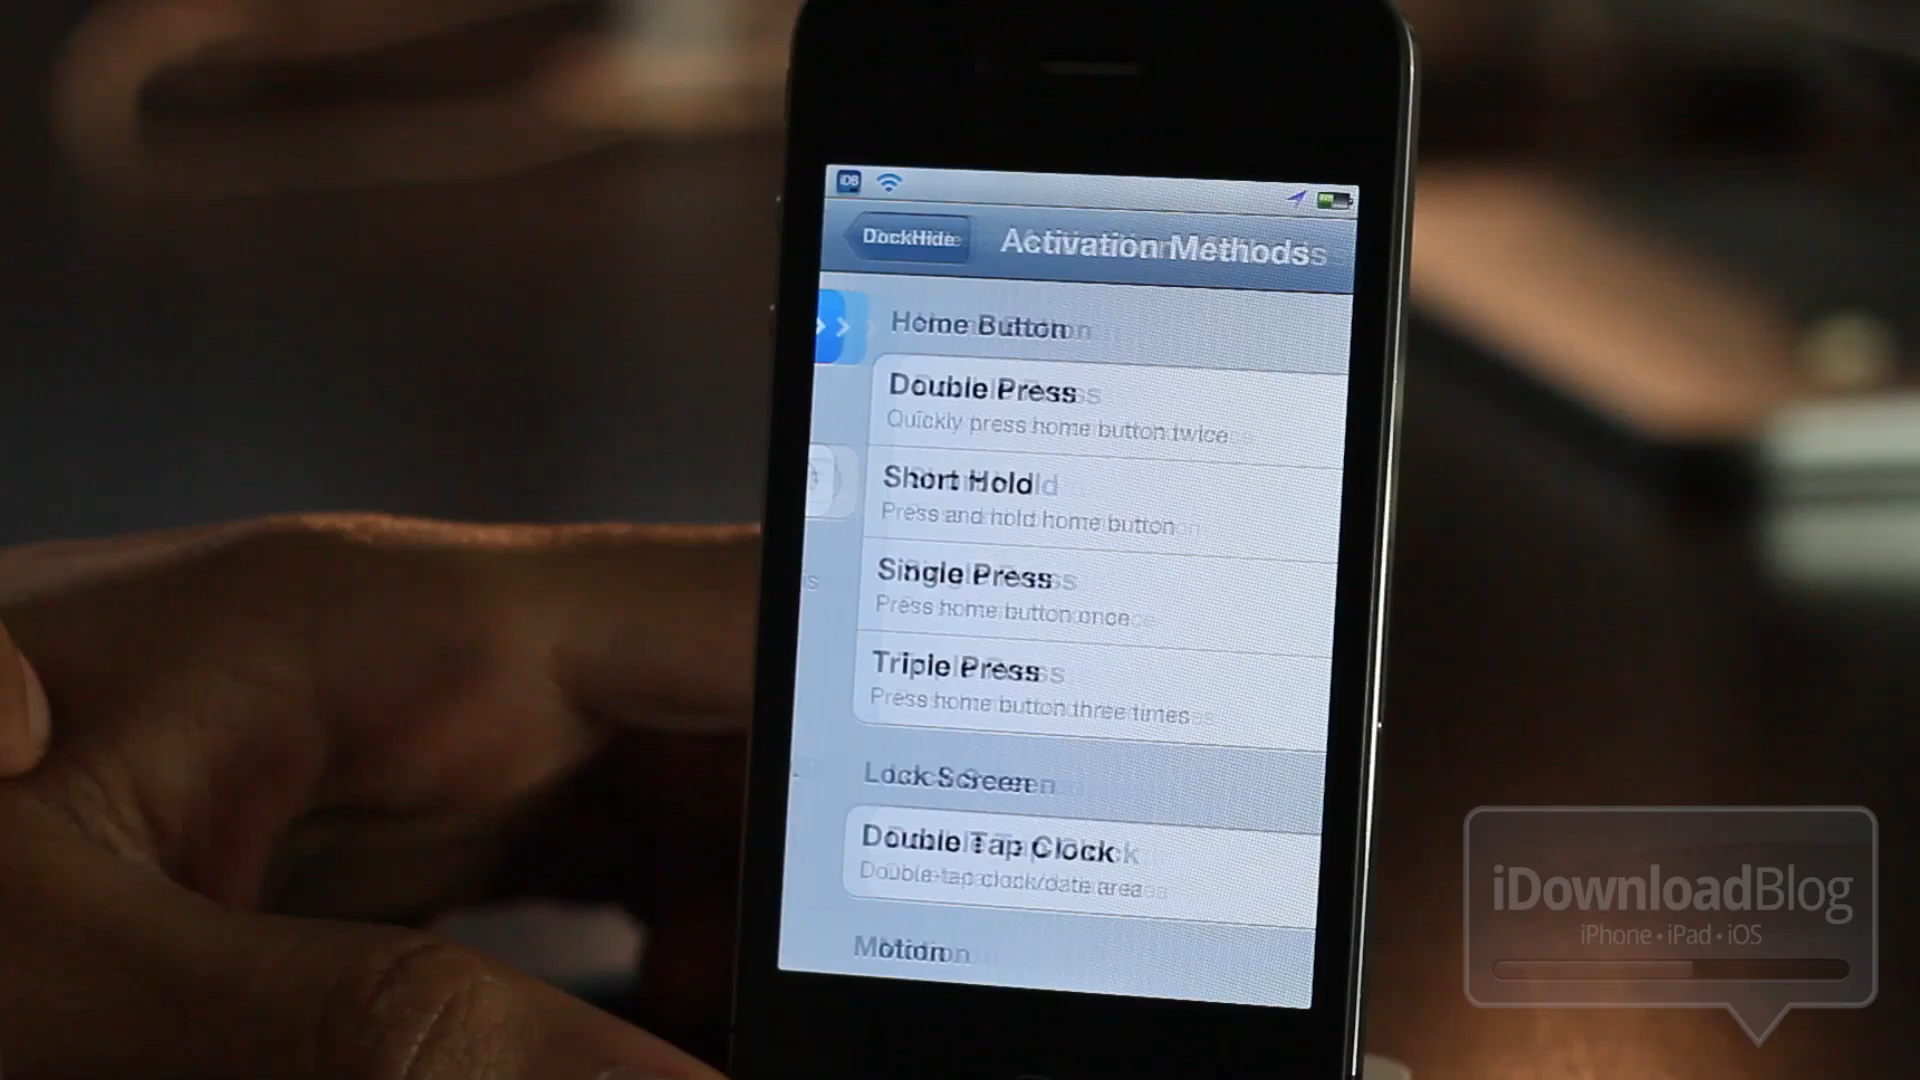 iDB
DockHide
Activation Methods
Home Button
Double Press
Quickly press home button twice
Short Hold
Press and hold home button
Single Press
Press home button once
Triple Press
Press home button three times
Lock Screen
Double Tap Clock
Double-tap clock/date area
Motion
iDownloadBlog
iPhone • iPad • iOS